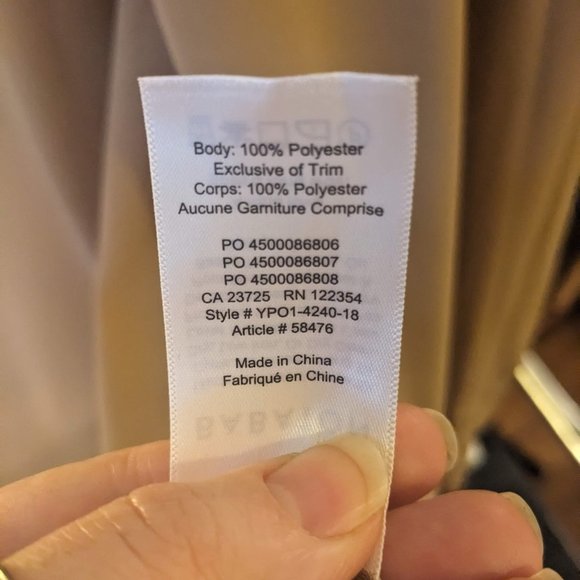 Body: 100% Polyester
Exclusive of Trim
Corps: 100% Polyester
Aucune Garniture Comprise
PO 4500086806
PO 4500086807
PO 4500086808
CA 23725 RN 122354
Style # YPO1-4240-18
Article # 58476
Made in China
Fabriqué en Chine
BABATON